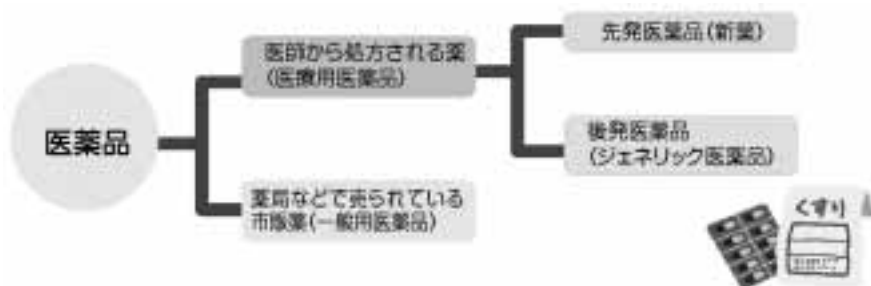 医薬品
医師から処方される薬
(医療用医薬品)
先発医薬品(新薬)
後発医薬品
(ジェネリック医薬品)
薬局などで売られている
市販薬(一般用医薬品)
くすり